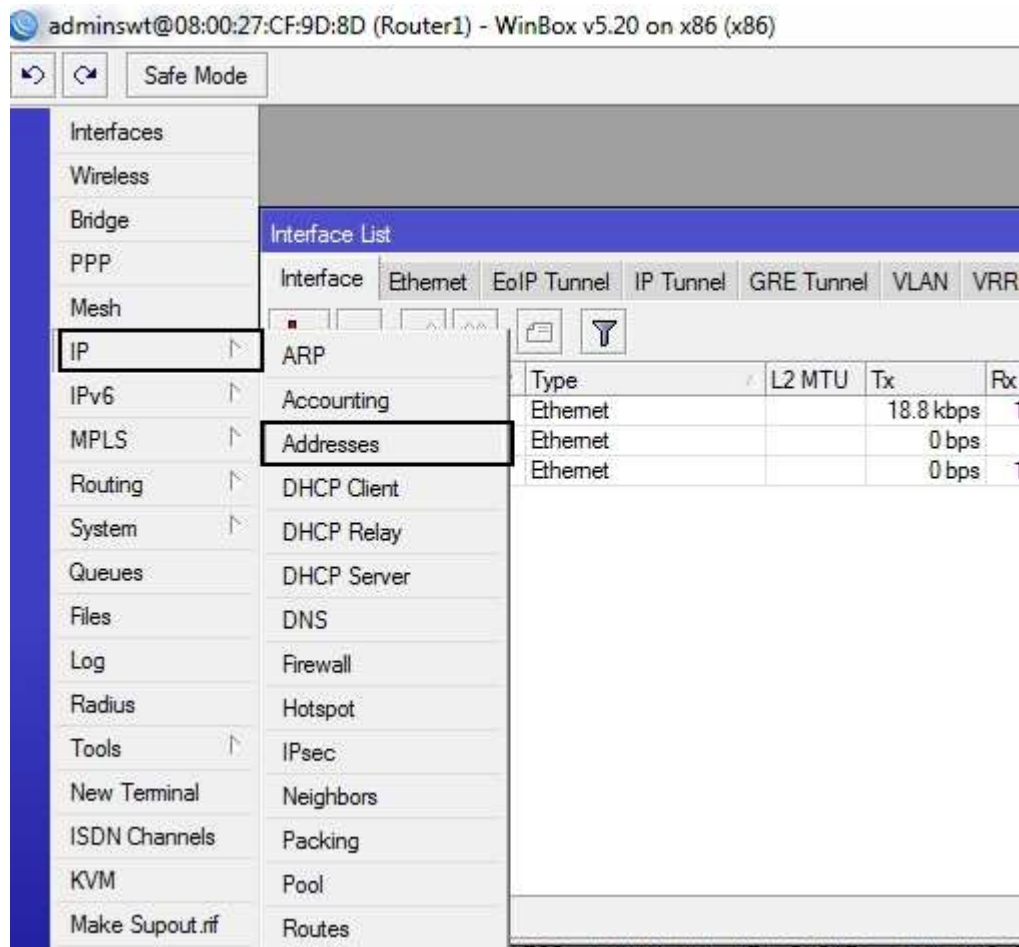 adminswt@08:00:27:CF:9D:8D (Router1) - WinBox v5.20 on x86 (x86)
Safe Mode
Interfaces
Wireless
Bridge
PPP
Mesh
IP
IPv6
MPLS
Routing
System
Queues
Files
Log
Radius
Tools
New Terminal
ISDN Channels
KVM
Make Supout.rif
Interface List
Interface Ethernet EoIP Tunnel IP Tunnel GRE Tunnel VLAN VRR
ARP
Accounting
Addresses
DHCP Client
DHCP Relay
DHCP Server
DNS
Firewall
Hotspot
IPsec
Neighbors
Packing
Pool
Routes
Type L2 MTU Tx Rx
Ethernet 18.8 kbps 1
Ethernet 0 bps
Ethernet 0 bps 1